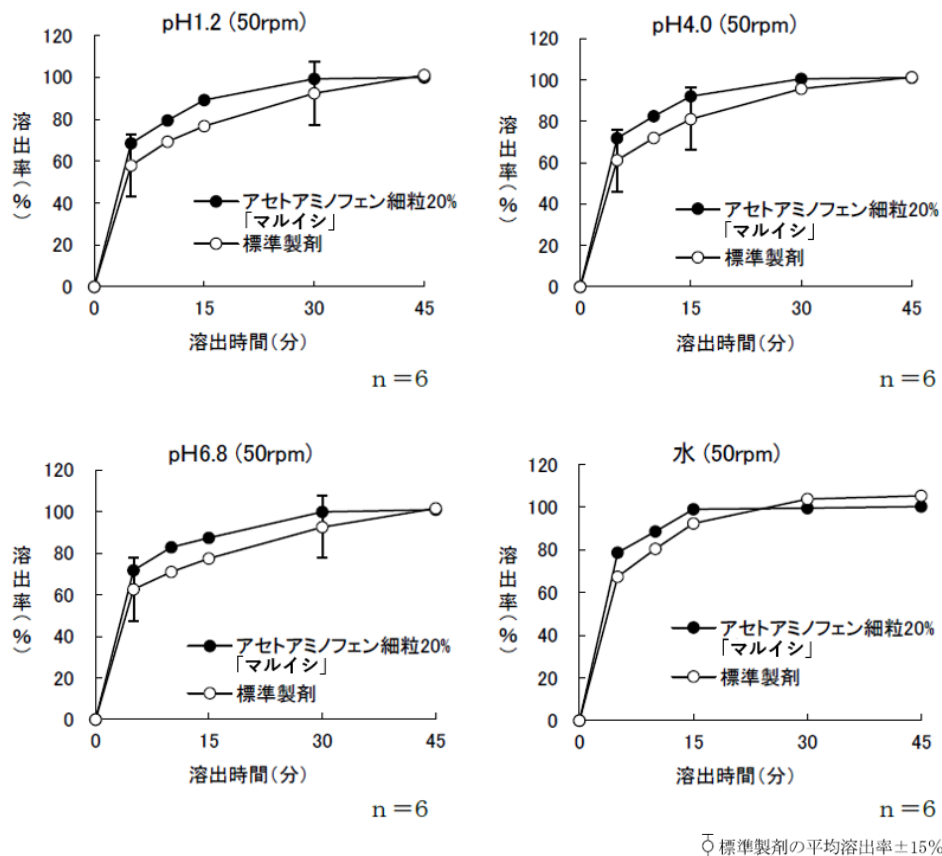 pH1.2 (50rpm)
120
100
80
60
40
20
0
溶出率(%)
アセトアミノフェン細粒20%
「マルイシ」
標準製剤
0 15 30 45
溶出時間(分)
n=6
pH4.0 (50rpm)
120
100
80
60
40
20
0
溶出率(%)
アセトアミノフェン細粒20%
「マルイシ」
標準製剤
0 15 30 45
溶出時間(分)
n=6
pH6.8 (50rpm)
120
100
80
60
40
20
0
溶出率(%)
アセトアミノフェン細粒20%
「マルイシ」
標準製剤
0 15 30 45
溶出時間(分)
n=6
水 (50rpm)
120
100
80
60
40
20
0
溶出率(%)
アセトアミノフェン細粒20%
「マルイシ」
標準製剤
0 15 30 45
溶出時間(分)
n=6
標準製剤の平均溶出率±15%